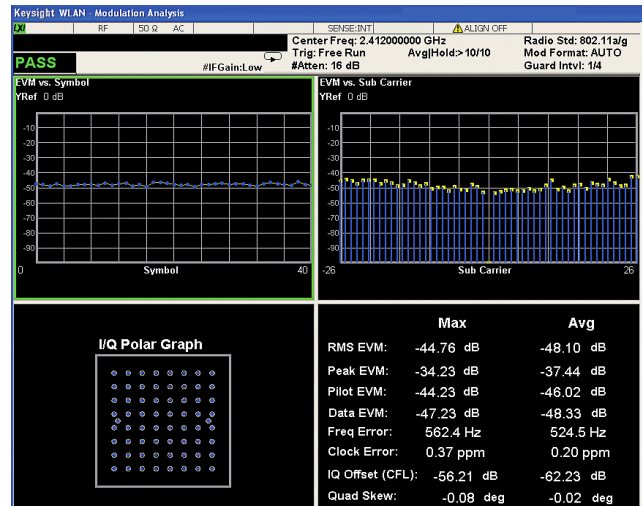 Keysight WLAN - Modulation Analysis
LXI RF 50 Ω AC SENSE:INT ALIGN OFF
Center Freq: 2.412000000 GHz Radio Std: 802.11a/g
Trig: Free Run Avg|Hold:>10/10 Mod Format: AUTO
PASS #IFGain:Low #Atten: 16 dB Guard Intvl: 1/4
EVM vs. Symbol
YRef 0 dB
-10
-20
-30
-40
-50
-60
-70
-80
-90
0 Symbol 40
EVM vs. Sub Carrier
YRef 0 dB
-10
-20
-30
-40
-50
-60
-70
-80
-90
-26 Sub Carrier 26
I/Q Polar Graph
Max Avg
RMS EVM: -44.76 dB -48.10 dB
Peak EVM: -34.23 dB -37.44 dB
Pilot EVM: -44.23 dB -46.02 dB
Data EVM: -47.23 dB -48.33 dB
Freq Error: 562.4 Hz 524.5 Hz
Clock Error: 0.37 ppm 0.20 ppm
IQ Offset (CFL): -56.21 dB -62.23 dB
Quad Skew: -0.08 deg -0.02 deg